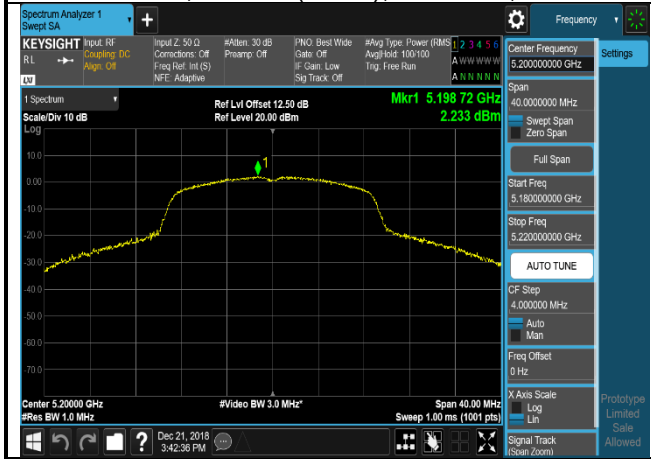 Spectrum Analyzer 1
Swept SA
+
Frequency
KEYSIGHT
RL
Input: RF
Coupling: DC
Align: Off
Input Z: 50 Ω
Corrections: Off
Freq Ref: Int (S)
NFE: Adaptive
#Atten: 30 dB
Preamp: Off
PNO: Best Wide
Gate: Off
IF Gain: Low
Sig Track: Off
#Avg Type: Power (RMS
Avg|Hold: 100/100
Trig: Free Run
1 2 3 4 5 6
A W W W W W
A N N N N N
LXI
1 Spectrum
Scale/Div 10 dB
Log
Ref Lvl Offset 12.50 dB
Ref Level 20.00 dBm
Mkr1 5.198 72 GHz
2.233 dBm
1
10.0
0.00
-10.0
-20.0
-30.0
-40.0
-50.0
-60.0
-70.0
Center 5.20000 GHz
#Res BW 1.0 MHz
#Video BW 3.0 MHz*
Span 40.00 MHz
Sweep 1.00 ms (1001 pts)
?
Dec 21, 2018
3:42:36 PM
Center Frequency
5.200000000 GHz
Settings
Span
40.0000000 MHz
Swept Span
Zero Span
Full Span
Start Freq
5.180000000 GHz
Stop Freq
5.220000000 GHz
AUTO TUNE
CF Step
4.000000 MHz
Auto
Man
Freq Offset
0 Hz
X Axis Scale
Log
Lin
Signal Track
(Span Zoom)
Prototype
Limited
Sale
Allowed